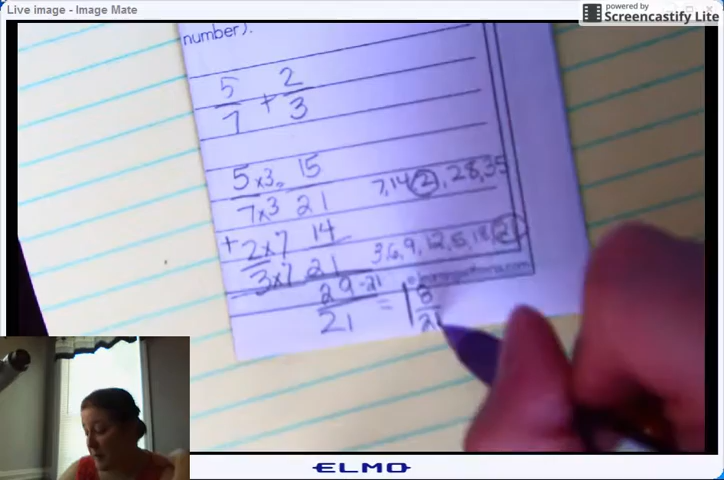 Live image - Image Mate
powered by
Screencastify Lite
number).
5/7 + 2/3
5x3 = 15
7x3 21
7, 14, 21, 28, 35
+ 2x7 14
3x7 21
3, 6, 9, 12, 15, 18, 21
29 -21
21
= 1 8/21
ELMO